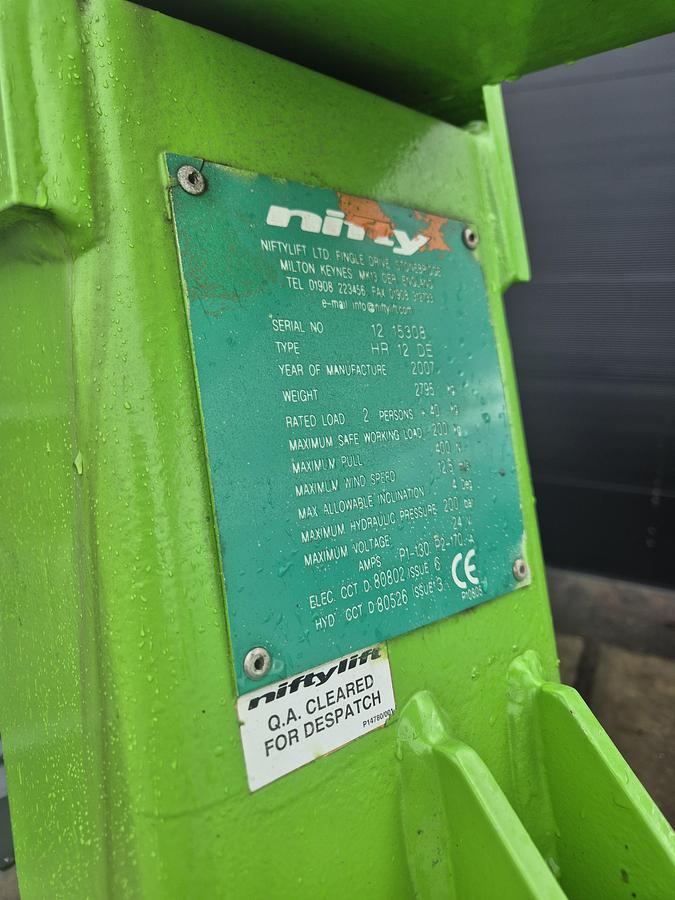 nifty
NIFTYLIFT LTD. FINGLE DRIVE, STONEBRIDGE
MILTON KEYNES MK13 0ER, ENGLAND
TEL 01908 223456 FAX 01908 312733
e-mail info@niftylift.com
SERIAL NO 12 15308
TYPE HR 12 DE
YEAR OF MANUFACTURE 2007
WEIGHT 2795 kg
RATED LOAD 2 PERSONS + 40 kg
MAXIMUM SAFE WORKING LOAD 200 kg
MAXIMUM PULL 400 N
MAXIMUM WIND SPEED 12.5 m/s
MAX ALLOWABLE INCLINATION 4 Deg
MAXIMUM HYDRAULIC PRESSURE 200 bar
MAXIMUM VOLTAGE 24 V
AMPS P1-130 P2-170 A
ELEC. CCT D 80802 ISSUE 6
HYD' CCT D 80526 ISSUE 3
CE
niftylift
Q.A. CLEARED
FOR DESPATCH
P14780/001